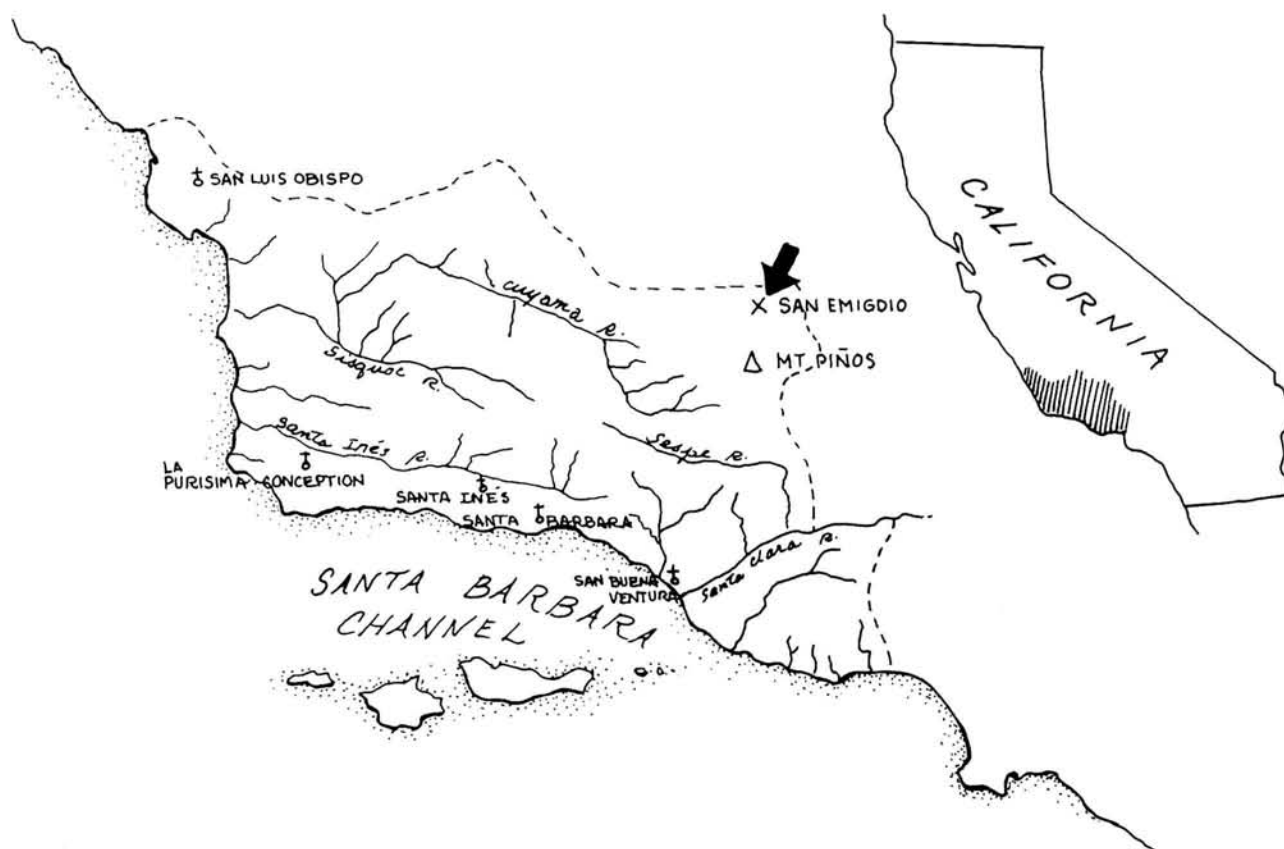 SAN LUIS OBISPO
CALIFORNIA
Cuyama R.
SAN EMIGDIO
Sisquoc R.
MT. PIÑOS
Santa Inés R.
Sespe R.
LA
PURISIMA CONCEPTION
SANTA INÉS
SANTA BARBARA
Santa Clara R.
SAN BUENA
VENTURA
SANTA BARBARA
CHANNEL